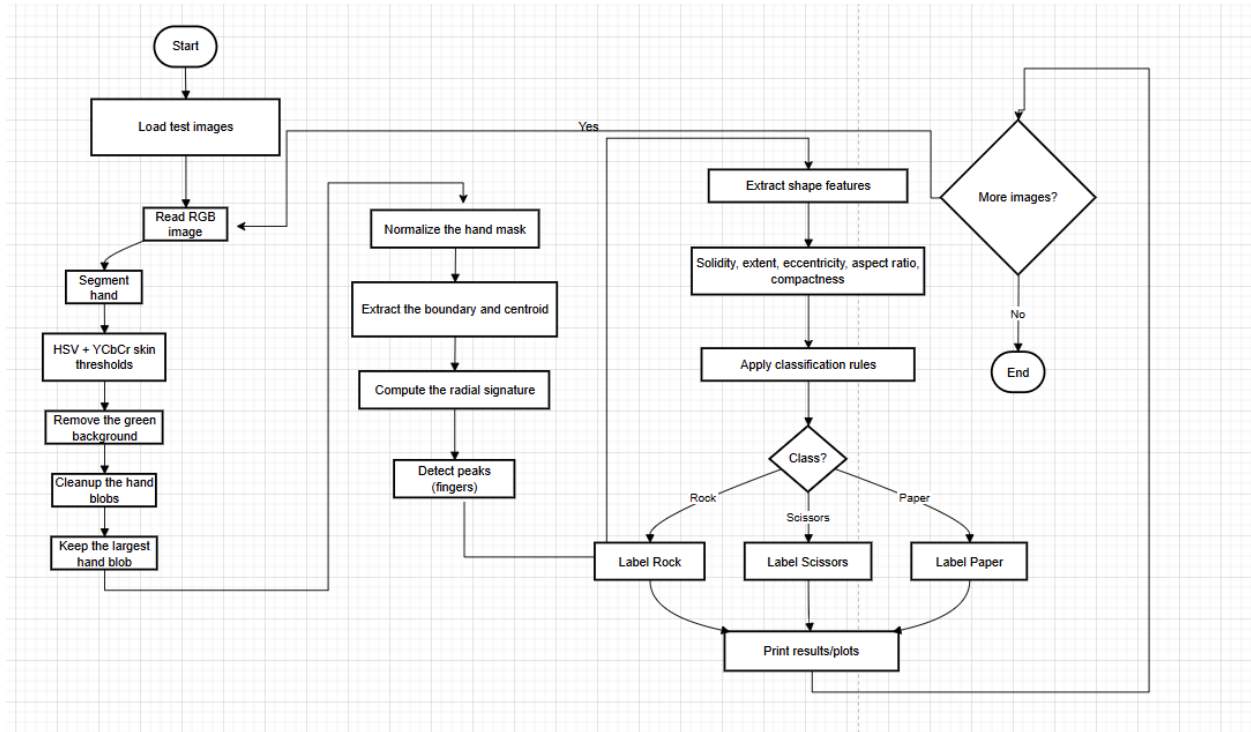 Start
Load test images
Read RGB
image
Segment
hand
HSV + YCbCr skin
thresholds
Remove the green
background
Cleanup the hand
blobs
Keep the largest
hand blob
Normalize the hand mask
Extract the boundary and centroid
Compute the radial signature
Detect peaks
(fingers)
Extract shape features
Solidity, extent, eccentricity, aspect ratio,
compactness
Apply classification rules
Class?
Rock
Scissors
Paper
Label Rock
Label Scissors
Label Paper
Print results/plots
More images?
Yes
No
End